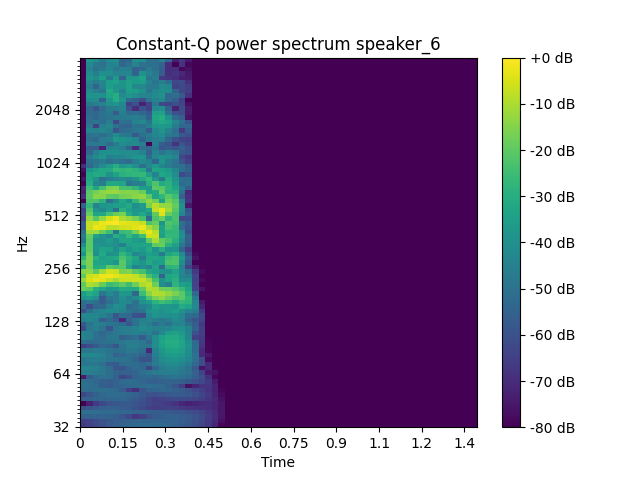 Constant-Q power spectrum speaker_6
Hz
2048
1024
512
256
128
64
32
0
0.15
0.3
0.45
0.6
0.75
0.9
1.1
1.2
1.4
Time
+0 dB
-10 dB
-20 dB
-30 dB
-40 dB
-50 dB
-60 dB
-70 dB
-80 dB